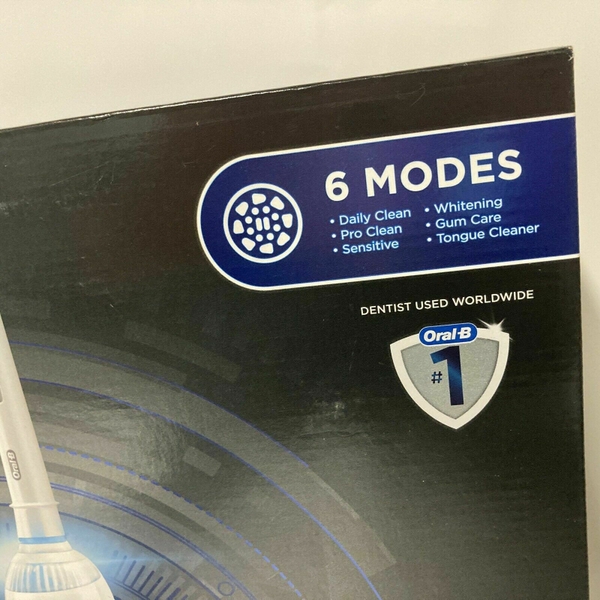 6 MODES
• Daily Clean
• Pro Clean
• Sensitive
• Whitening
• Gum Care
• Tongue Cleaner
DENTIST USED WORLDWIDE
Oral-B
#1
Oral-B